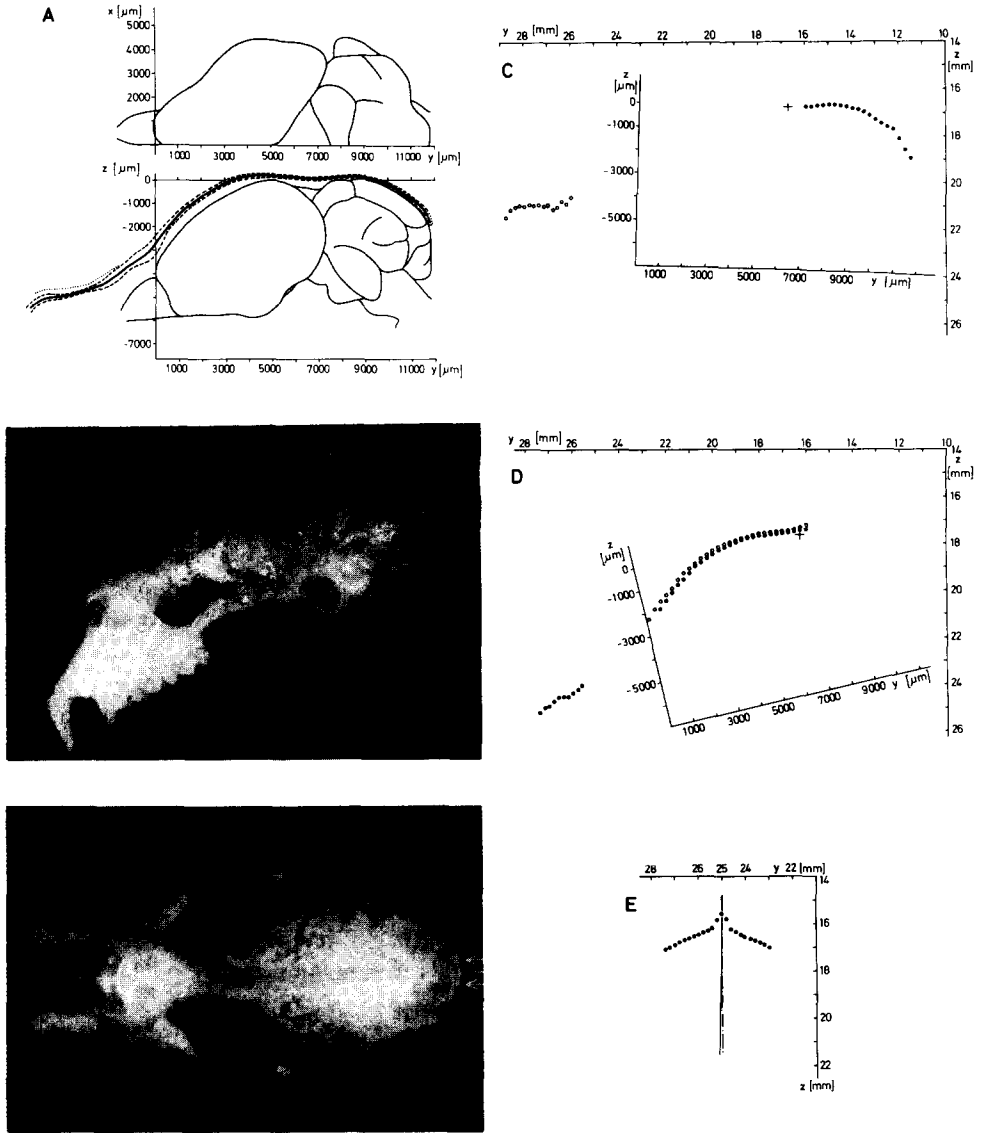 A
x [µm]
5000
4000
3000
2000
1000 3000 5000 7000 9000 11000
y [µm]
z [µm]
0
-1000
-2000
-7000
1000 3000 5000 7000 9000 11000 y [µm]
y [mm]
28 26 24 22 20 18 16 14 12 10
14
z
[mm]
16
18
20
22
24
26
C
z
[µm]
0
-1000
-3000
-5000
1000 3000 5000 7000 9000 y [µm]
y [mm]
28 26 24 22 20 18 16 14 12 10
14
z
[mm]
16
18
20
22
24
26
D
z
[µm]
0
-1000
-3000
-5000
1000 3000 5000 7000 9000 y [µm]
28 26 25 24 y 22 [mm]
14
16
18
20
22
z [mm]
E